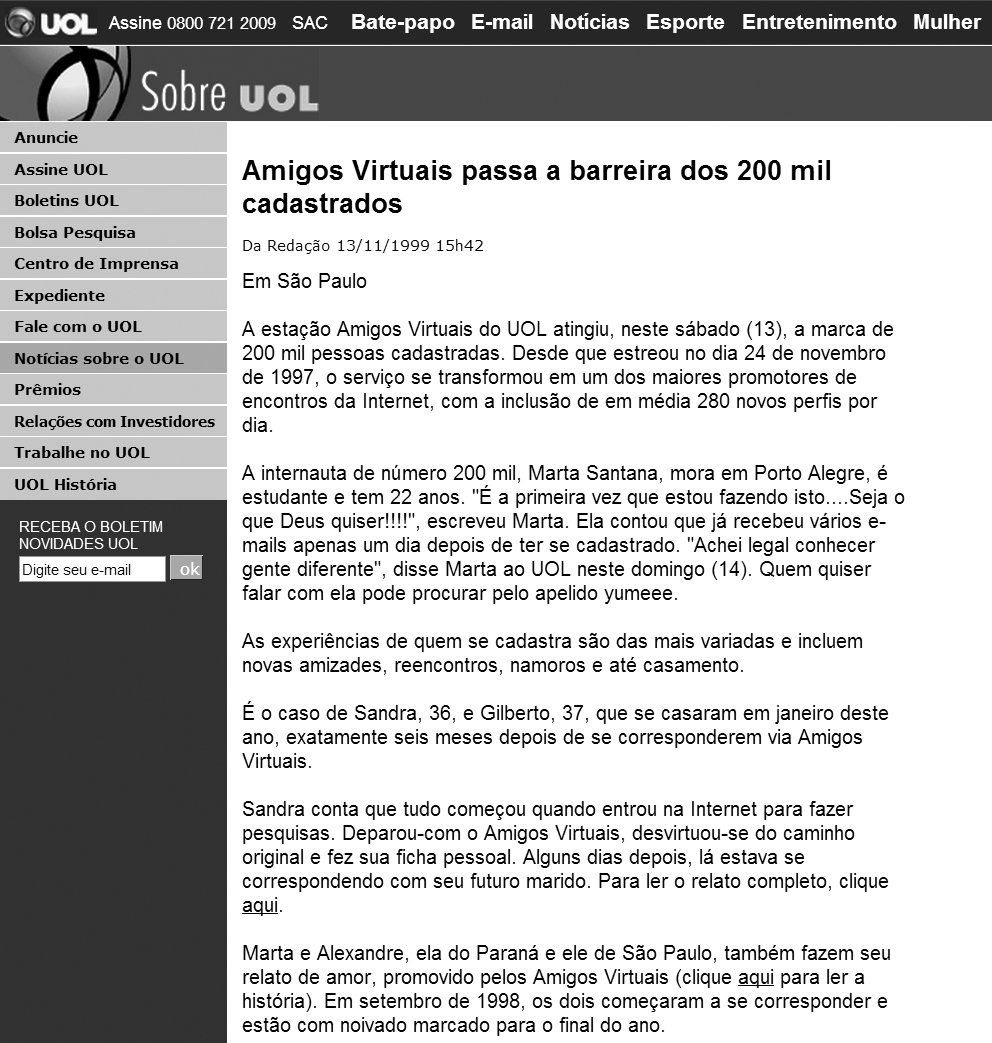 UOL Assine 0800 721 2009 SAC Bate-papo E-mail Notícias Esporte Entretenimento Mulher
Sobre UOL
Anuncie
Assine UOL
Boletins UOL
Bolsa Pesquisa
Centro de Imprensa
Expediente
Fale com o UOL
Notícias sobre o UOL
Prêmios
Relações com Investidores
Trabalhe no UOL
UOL História
RECEBA O BOLETIM
NOVIDADES UOL
Digite seu e-mail ok
Amigos Virtuais passa a barreira dos 200 mil
cadastrados
Da Redação 13/11/1999 15h42
Em São Paulo
A estação Amigos Virtuais do UOL atingiu, neste sábado (13), a marca de
200 mil pessoas cadastradas. Desde que estreou no dia 24 de novembro
de 1997, o serviço se transformou em um dos maiores promotores de
encontros da Internet, com a inclusão de em média 280 novos perfis por
dia.
A internauta de número 200 mil, Marta Santana, mora em Porto Alegre, é
estudante e tem 22 anos. "É a primeira vez que estou fazendo isto....Seja o
que Deus quiser!!!!", escreveu Marta. Ela contou que já recebeu vários e-
mails apenas um dia depois de ter se cadastrado. "Achei legal conhecer
gente diferente", disse Marta ao UOL neste domingo (14). Quem quiser
falar com ela pode procurar pelo apelido yumeee.
As experiências de quem se cadastra são das mais variadas e incluem
novas amizades, reencontros, namoros e até casamento.
É o caso de Sandra, 36, e Gilberto, 37, que se casaram em janeiro deste
ano, exatamente seis meses depois de se corresponderem via Amigos
Virtuais.
Sandra conta que tudo começou quando entrou na Internet para fazer
pesquisas. Deparou-com o Amigos Virtuais, desvirtuou-se do caminho
original e fez sua ficha pessoal. Alguns dias depois, lá estava se
correspondendo com seu futuro marido. Para ler o relato completo, clique
aqui.
Marta e Alexandre, ela do Paraná e ele de São Paulo, também fazem seu
relato de amor, promovido pelos Amigos Virtuais (clique aqui para ler a
história). Em setembro de 1998, os dois começaram a se corresponder e
estão com noivado marcado para o final do ano.